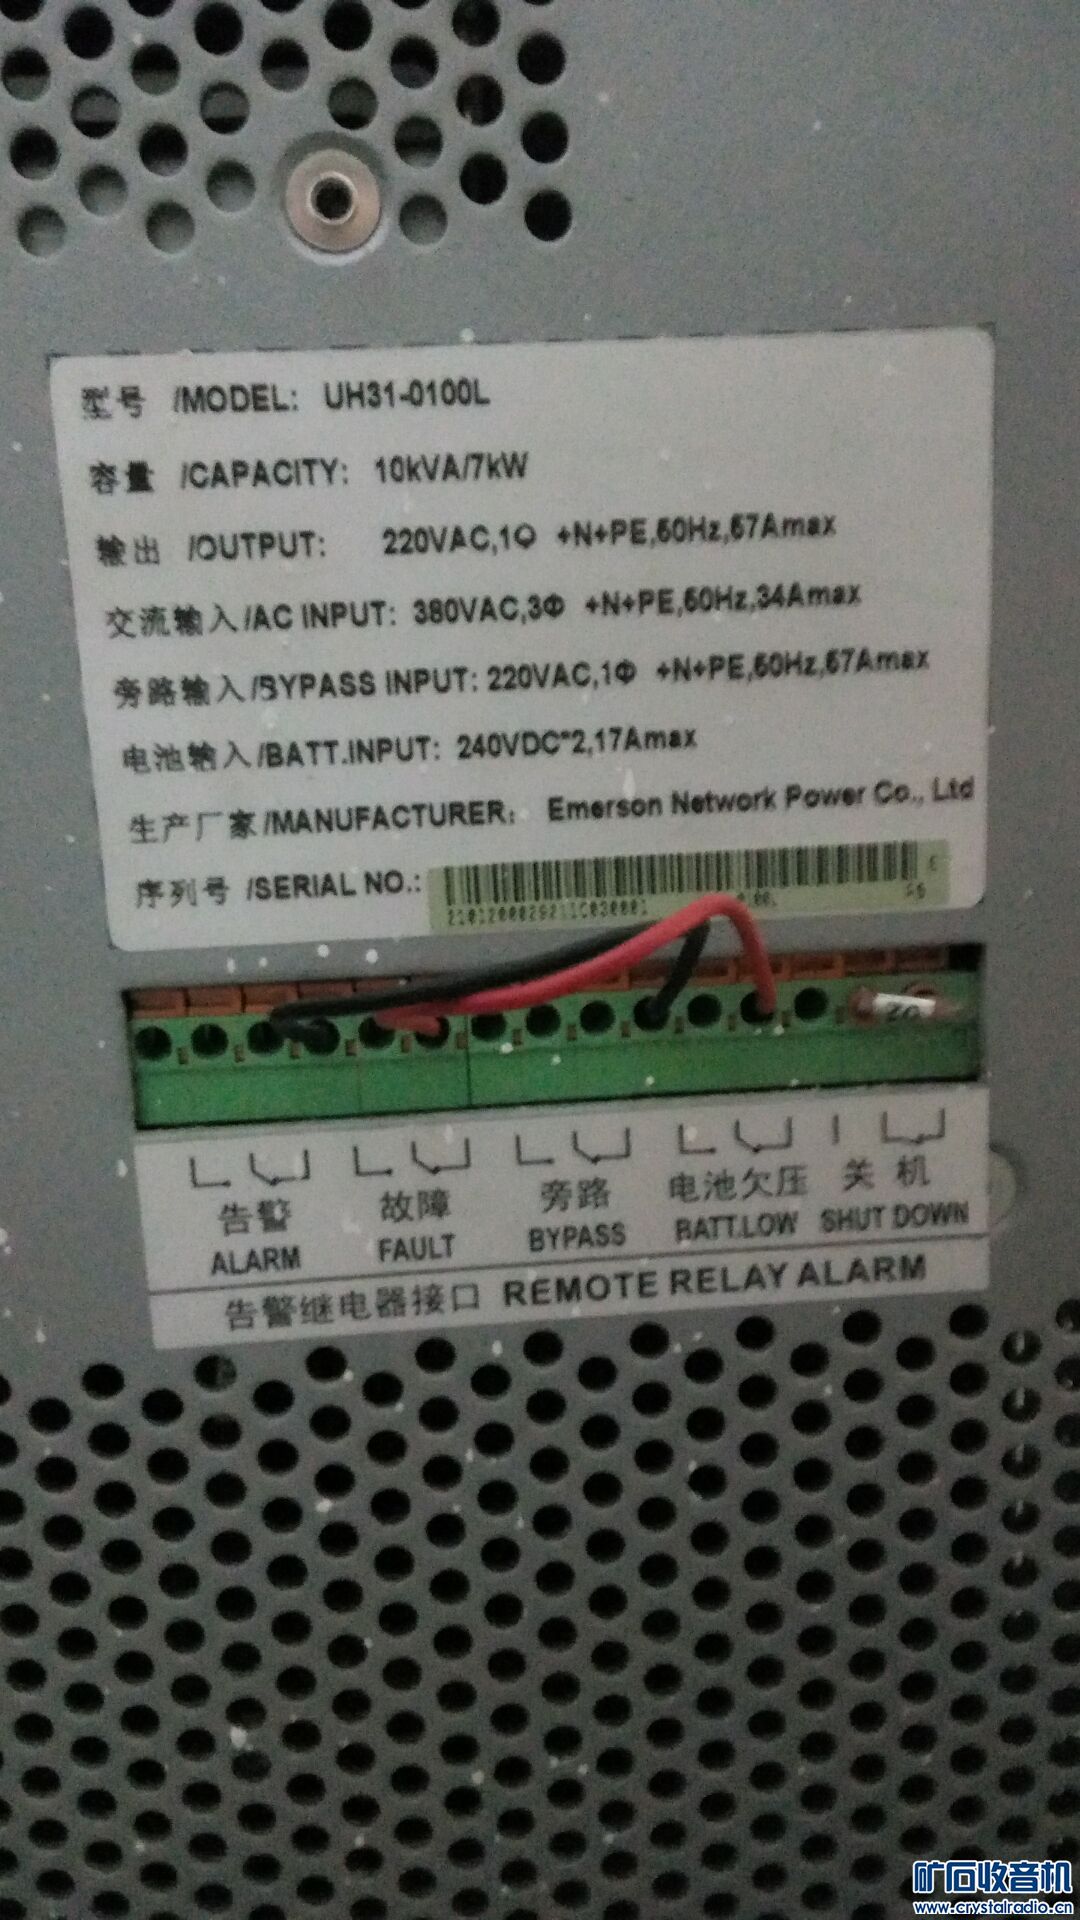 型号 /MODEL: UH31-0100L
容量 /CAPACITY: 10kVA/7kW
输出 /OUTPUT: 220VAC,1Φ +N+PE,50Hz,57Amax
交流输入/AC INPUT: 380VAC,3Φ +N+PE,50Hz,34Amax
旁路输入/BYPASS INPUT: 220VAC,1Φ +N+PE,50Hz,57Amax
电池输入/BATT.INPUT: 240VDC*2,17Amax
生产厂家/MANUFACTURER: Emerson Network Power Co., Ltd
序列号 /SERIAL NO.:
告警 故障 旁路 电池欠压 关 机
ALARM FAULT BYPASS BATT.LOW SHUT DOWN
告警继电器接口 REMOTE RELAY ALARM
矿石收音机
www.crystalradio.cn